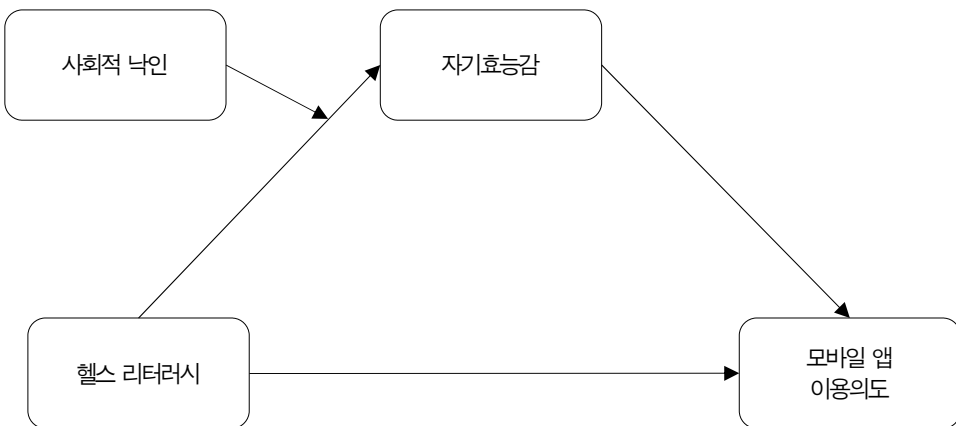 사회적 낙인
자기효능감
헬스 리터러시
모바일 앱
이용의도